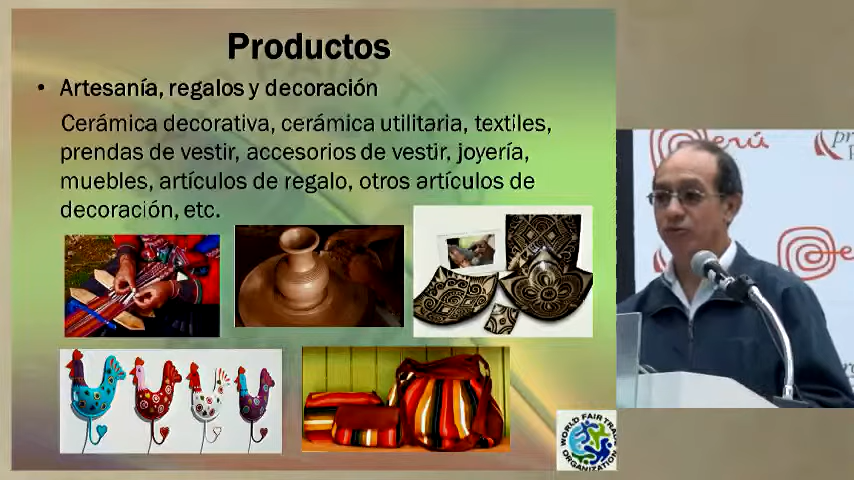 Productos
• Artesanía, regalos y decoración
Cerámica decorativa, cerámica utilitaria, textiles,
prendas de vestir, accesorios de vestir, joyería,
muebles, artículos de regalo, otros artículos de
decoración, etc.
WORLD FAIR TRADE
ORGANIZATION
Perú